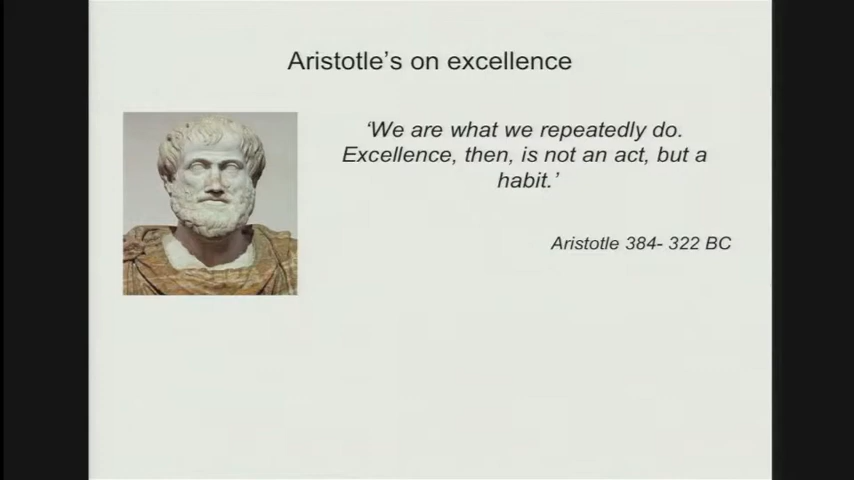 Aristotle's on excellence
‘We are what we repeatedly do.
Excellence, then, is not an act, but a
habit.’
Aristotle 384- 322 BC